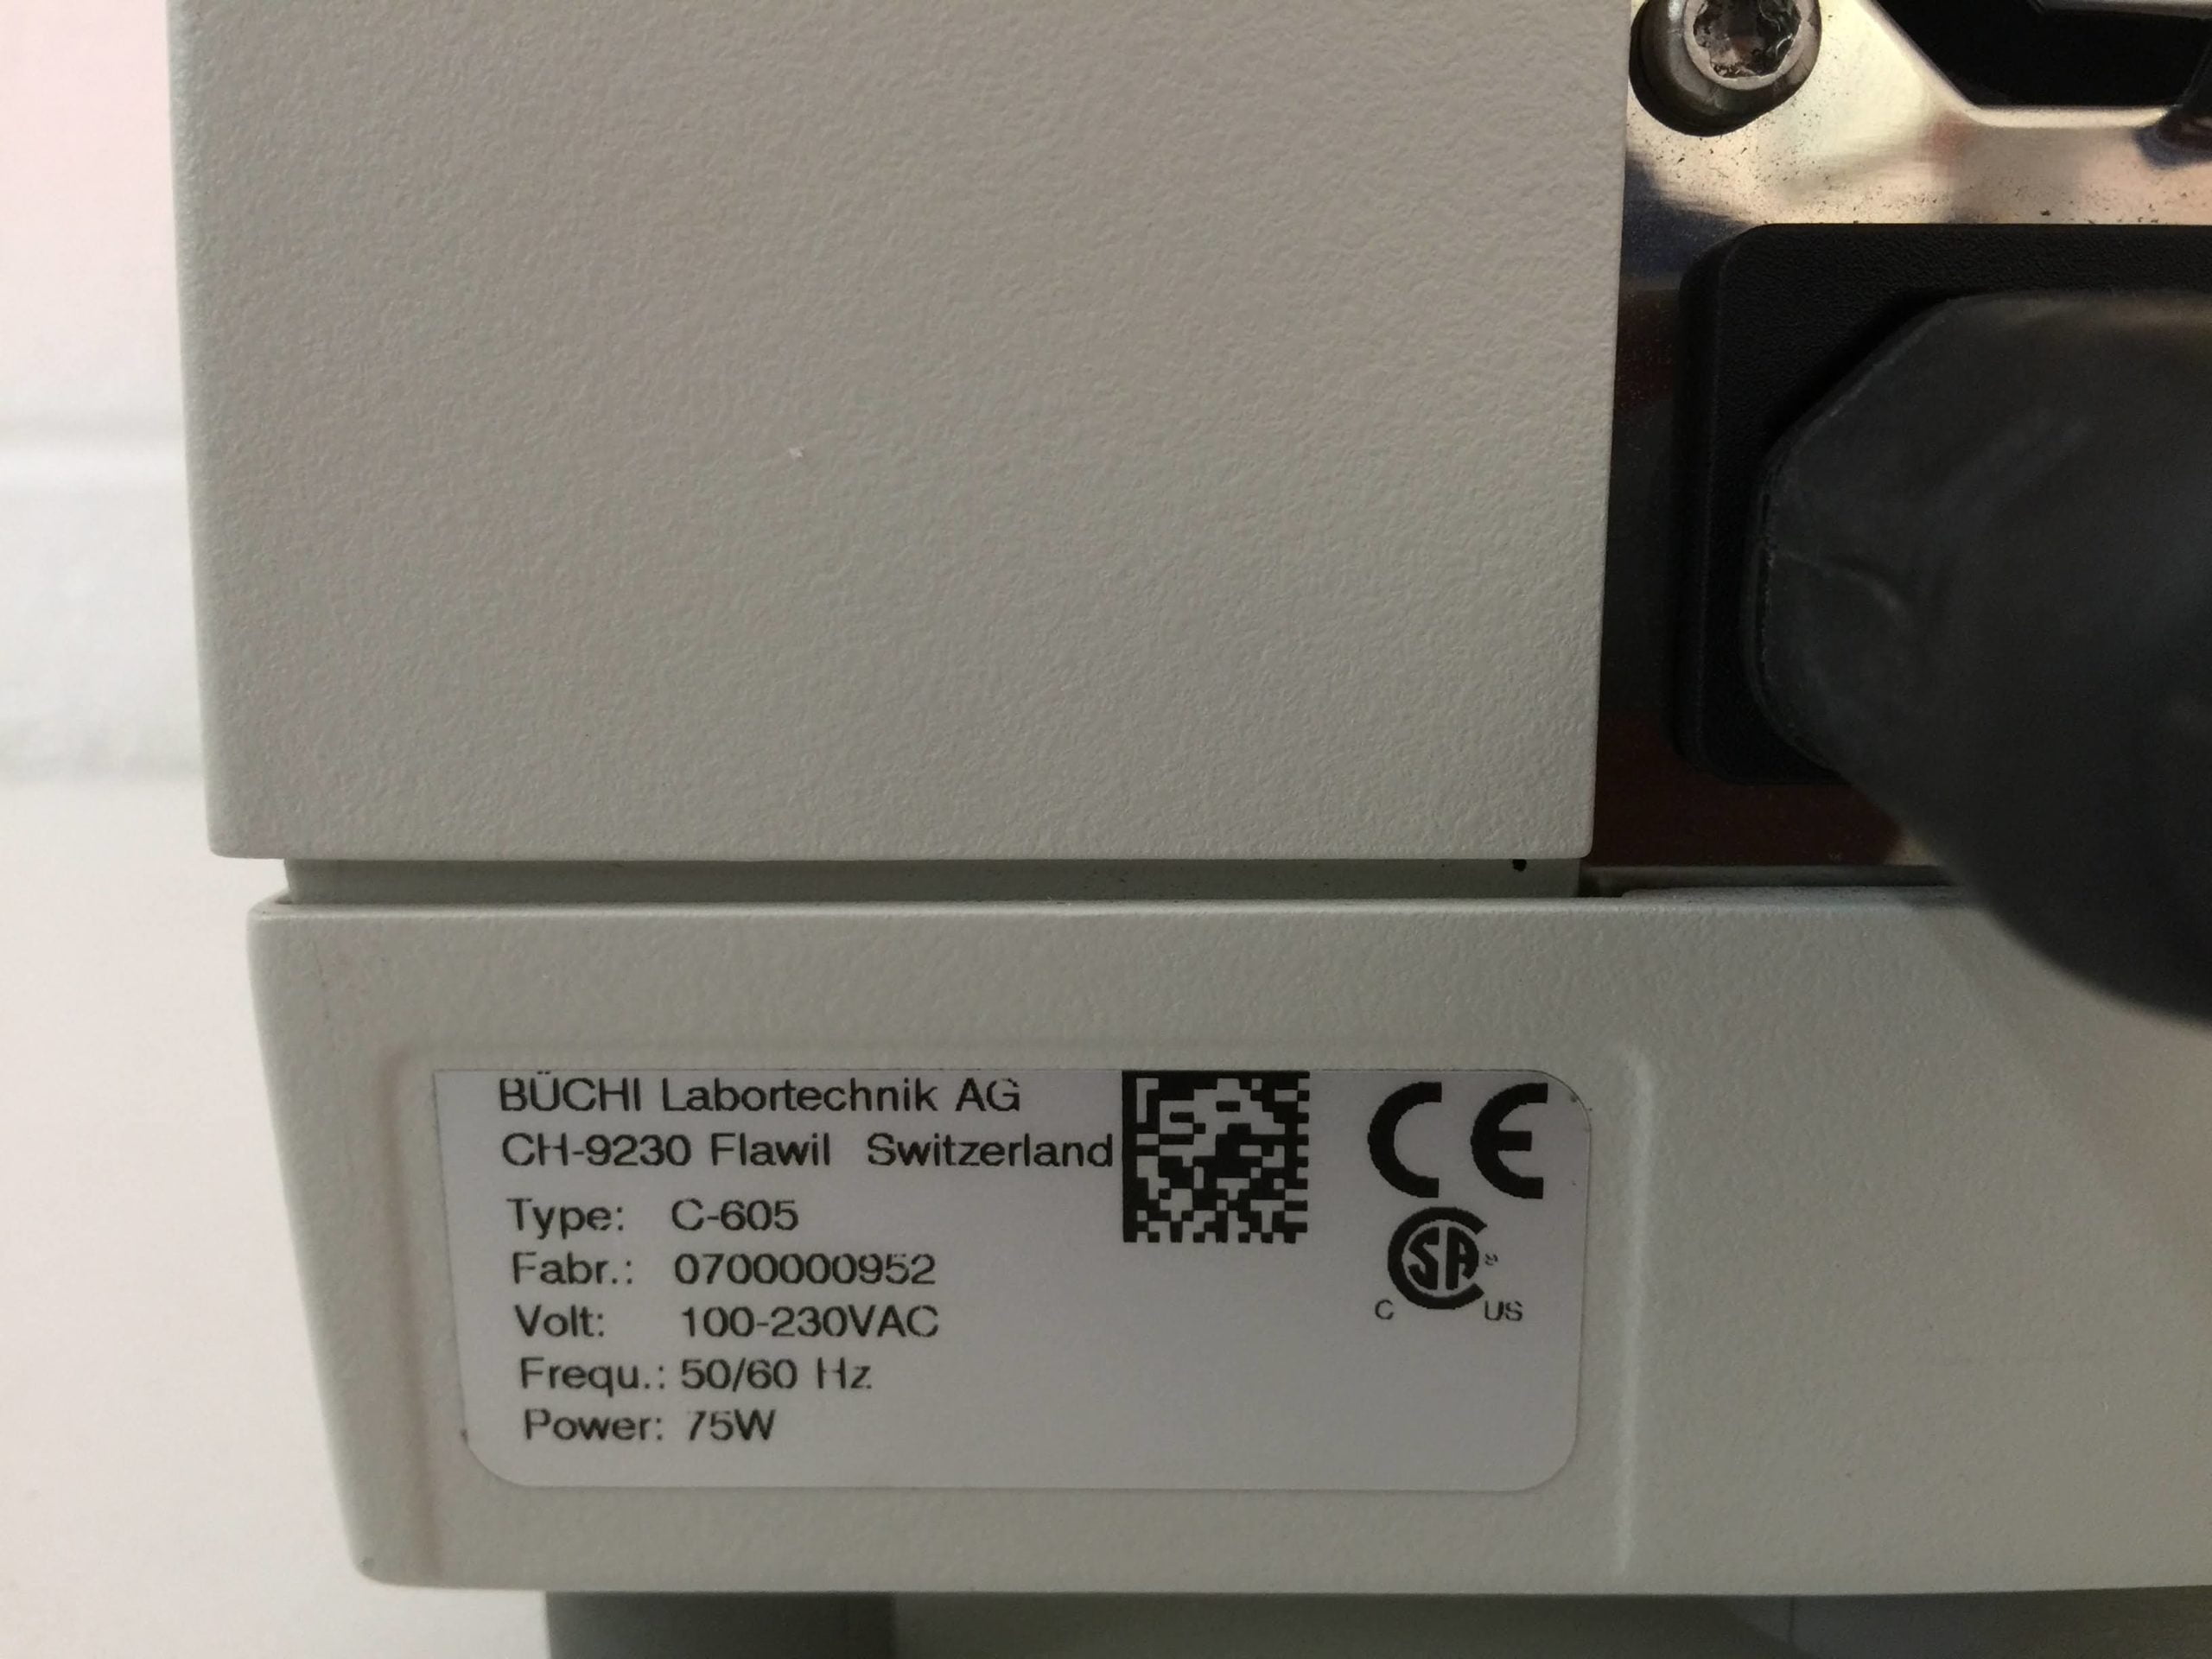 BÜCHI Labortechnik AG
CH-9230 Flawil Switzerland
Type: C-605
Fabr.: 0700000952
Volt: 100-230VAC
Frequ.: 50/60 Hz
Power: 75W
CE
SA®
C US